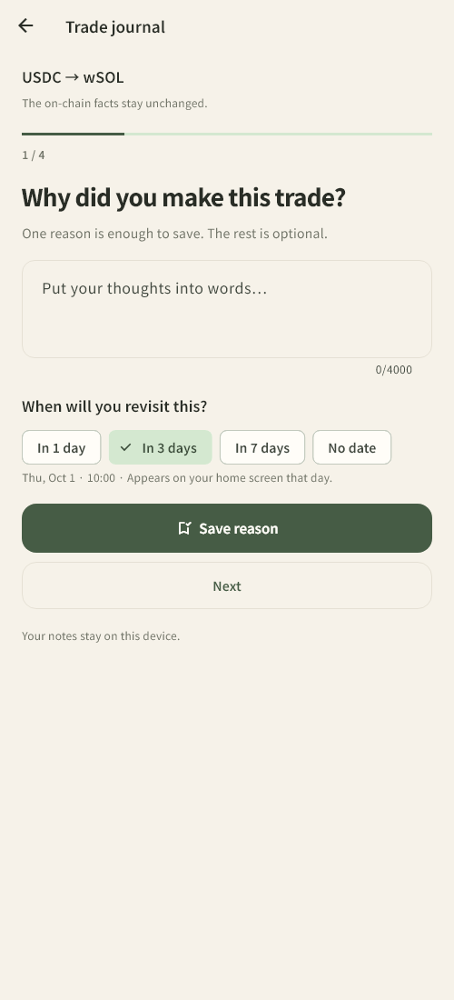 Trade journal
USDC → wSOL
The on-chain facts stay unchanged.
1 / 4
Why did you make this trade?
One reason is enough to save. The rest is optional.
Put your thoughts into words…
0/4000
When will you revisit this?
In 1 day
In 3 days
In 7 days
No date
Thu, Oct 1 · 10:00 · Appears on your home screen that day.
Save reason
Next
Your notes stay on this device.